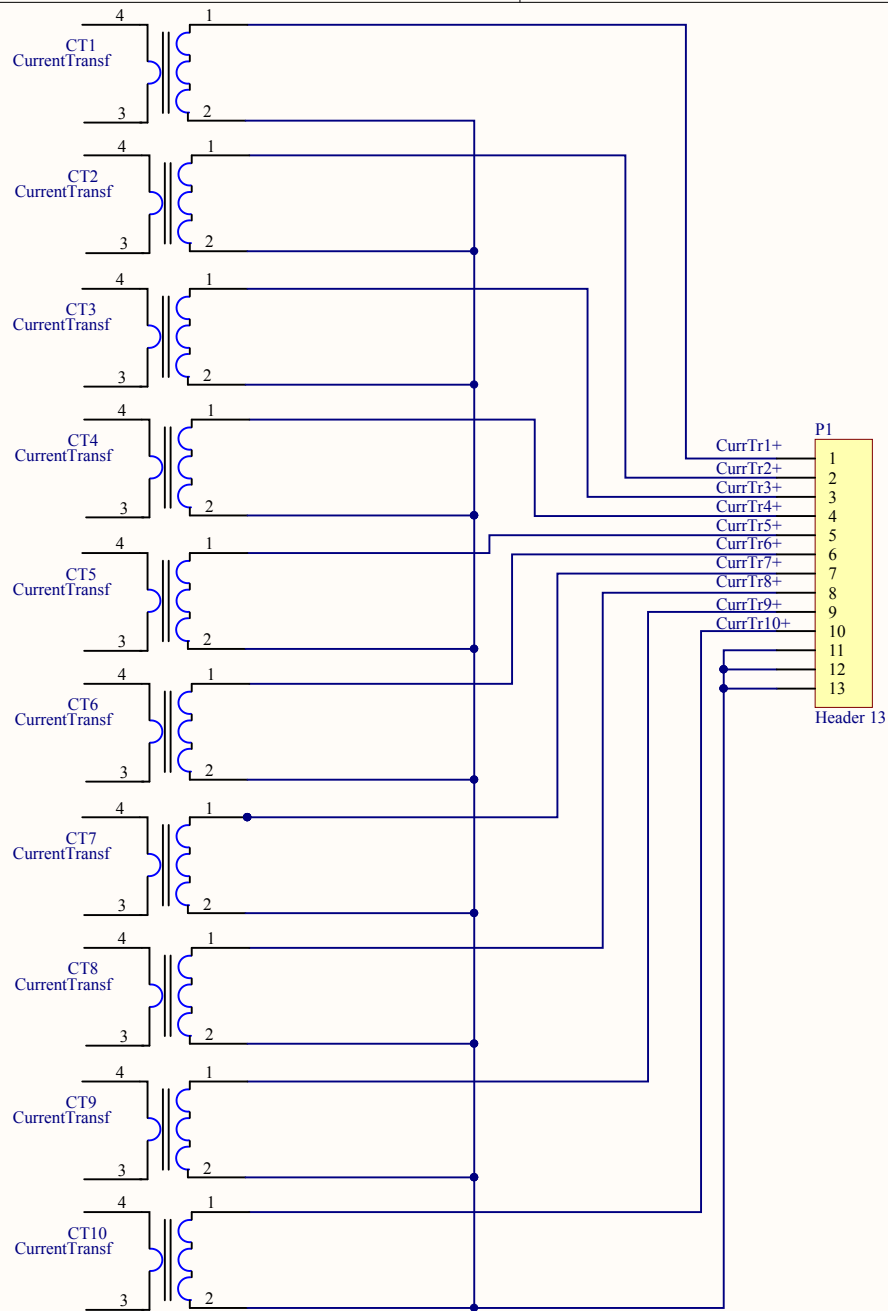 4
1
CT1
CurrentTransf
3
2
4
1
CT2
CurrentTransf
3
2
4
1
CT3
CurrentTransf
3
2
4
1
CT4
CurrentTransf
3
2
4
1
CT5
CurrentTransf
3
2
4
1
CT6
CurrentTransf
3
2
4
1
CT7
CurrentTransf
3
2
4
1
CT8
CurrentTransf
3
2
4
1
CT9
CurrentTransf
3
2
4
1
CT10
CurrentTransf
3
2
P1
CurrTr1+ 1
CurrTr2+ 2
CurrTr3+ 3
CurrTr4+ 4
CurrTr5+ 5
CurrTr6+ 6
CurrTr7+ 7
CurrTr8+ 8
CurrTr9+ 9
CurrTr10+ 10
11
12
13
Header 13